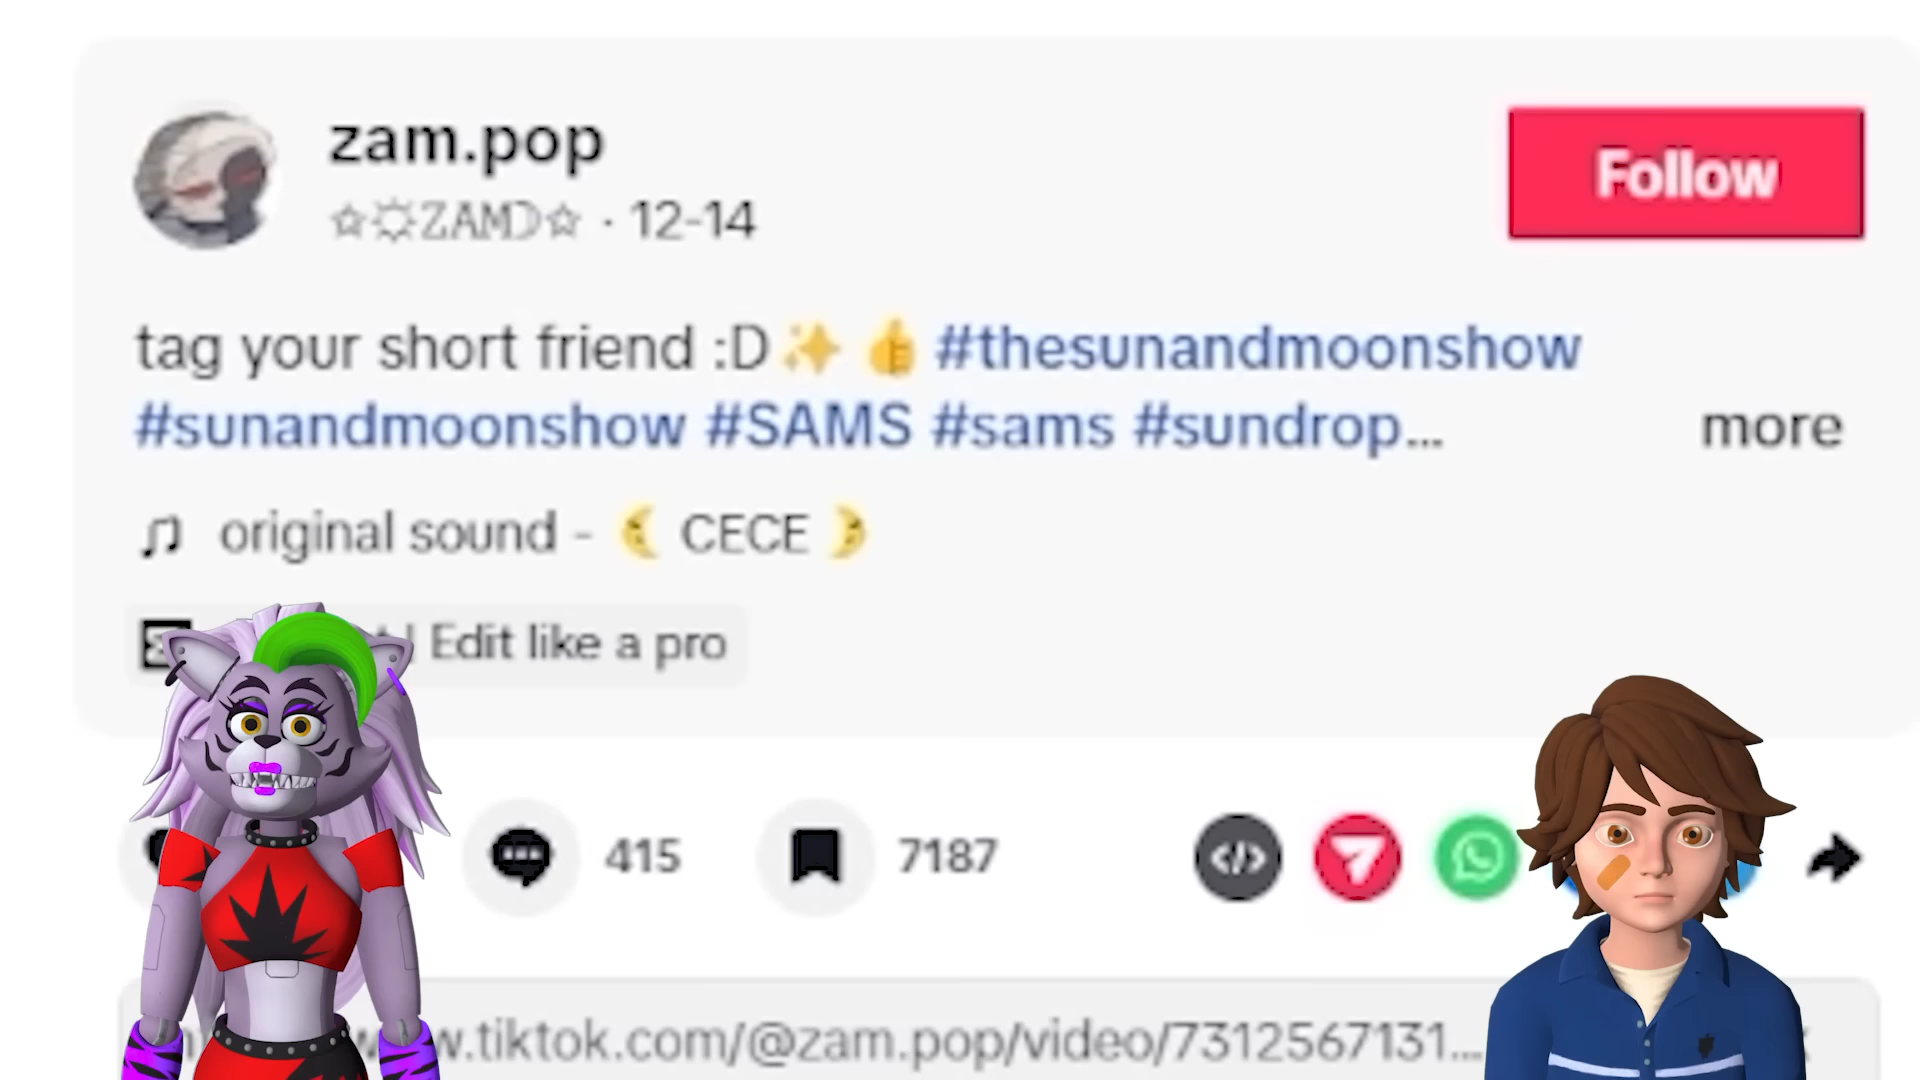 zam.pop
☆☼ZAMD☆ · 12-14
Follow
tag your short friend :D✨ 👍 #thesunandmoonshow
#sunandmoonshow #SAMS #sams #sundrop...
more
original sound - 🌜 CECE 🌛
| Edit like a pro
415
7187
w.tiktok.com/@zam.pop/video/7312567131...